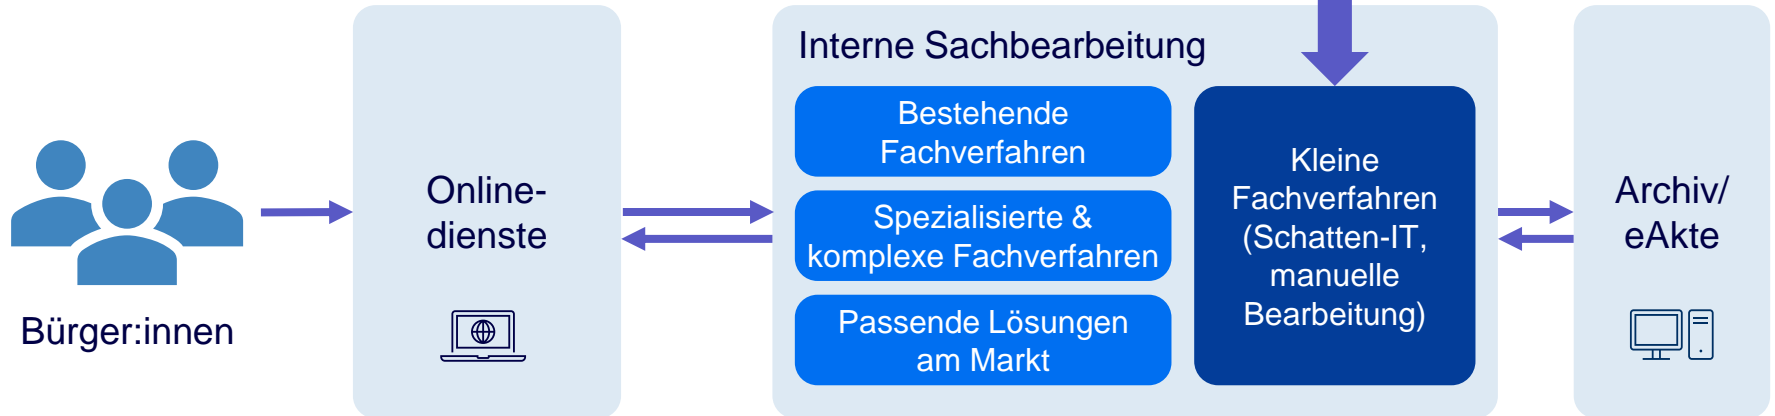 Bürger:innen
Online-
dienste
Interne Sachbearbeitung
Bestehende
Fachverfahren
Spezialisierte &
komplexe Fachverfahren
Passende Lösungen
am Markt
Kleine
Fachverfahren
(Schatten-IT,
manuelle
Bearbeitung)
Archiv/
eAkte